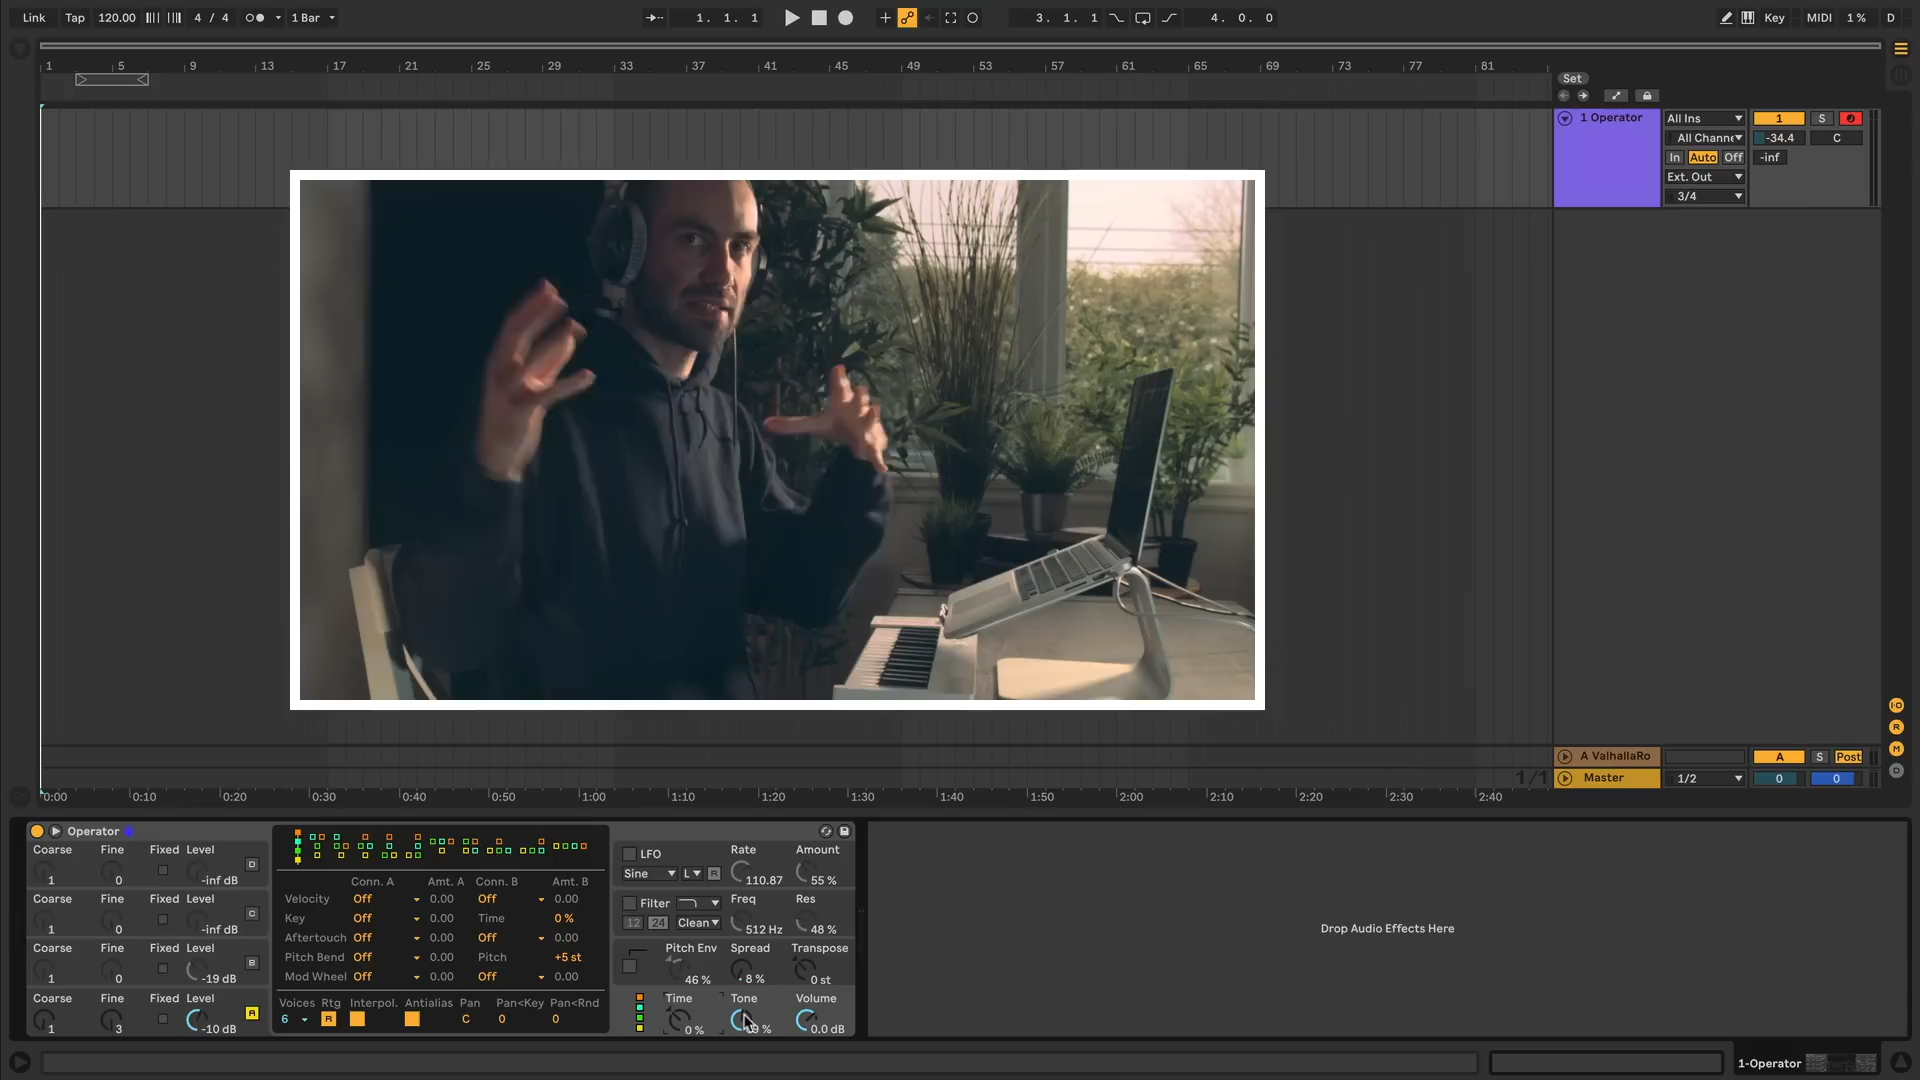 Link Tap 120.00 4 / 4 1 Bar 1. 1. 1 3. 1. 1 4. 0. 0 Key MIDI 1 % D
1 5 9 13 17 21 25 29 33 37 41 45 49 53 57 61 65 69 73 77 81
Set
1 Operator All Ins 1 S
All Channe -34.4 C
In Auto Off -inf
Ext. Out
3/4
A ValhallaRo A S Post
1/1 Master 1/2 0 0
0:00 0:10 0:20 0:30 0:40 0:50 1:00 1:10 1:20 1:30 1:40 1:50 2:00 2:10 2:20 2:30 2:40
Operator
Coarse Fine Fixed Level D
1 0 -inf dB
Coarse Fine Fixed Level C
1 0 -inf dB
Coarse Fine Fixed Level B
1 0 -19 dB
Coarse Fine Fixed Level A
1 3 -10 dB
Conn. A Amt. A Conn. B Amt. B
Velocity Off 0.00 Off 0.00
Key Off 0.00 Time 0 %
Aftertouch Off 0.00 Off 0.00
Pitch Bend Off 0.00 Pitch +5 st
Mod Wheel Off 0.00 Off 0.00
Voices Rtg Interpol. Antialias Pan Pan<Key Pan<Rnd
6 R C 0 0
LFO Rate Amount
Sine L R 110.87 55 %
Filter Freq Res
12 24 Clean 512 Hz 48 %
Pitch Env Spread Transpose
46 % 8 % 0 st
Time Tone Volume
0 % 9 % 0.0 dB
Drop Audio Effects Here
1-Operator